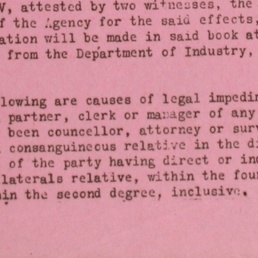 V, attested by two witnesses, the
of the Agency for the said effects,
ation will be made in said book at
from the Department of Industry,
llowing are causes of legal impedin
partner, clerk or manager of any
been councellor, attorney or surv
consanguineous relative in the di
of the party having direct or ind
laterals relative, within the fou
in the second degree, inclusive.